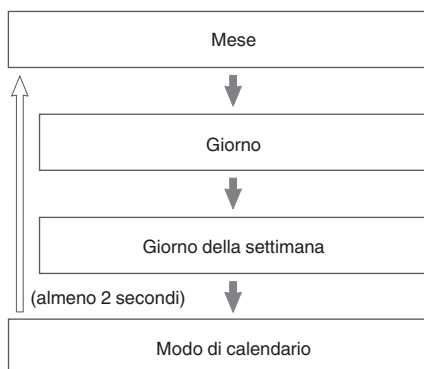 Mese
Giorno
Giorno della settimana
(almeno 2 secondi)
Modo di calendario